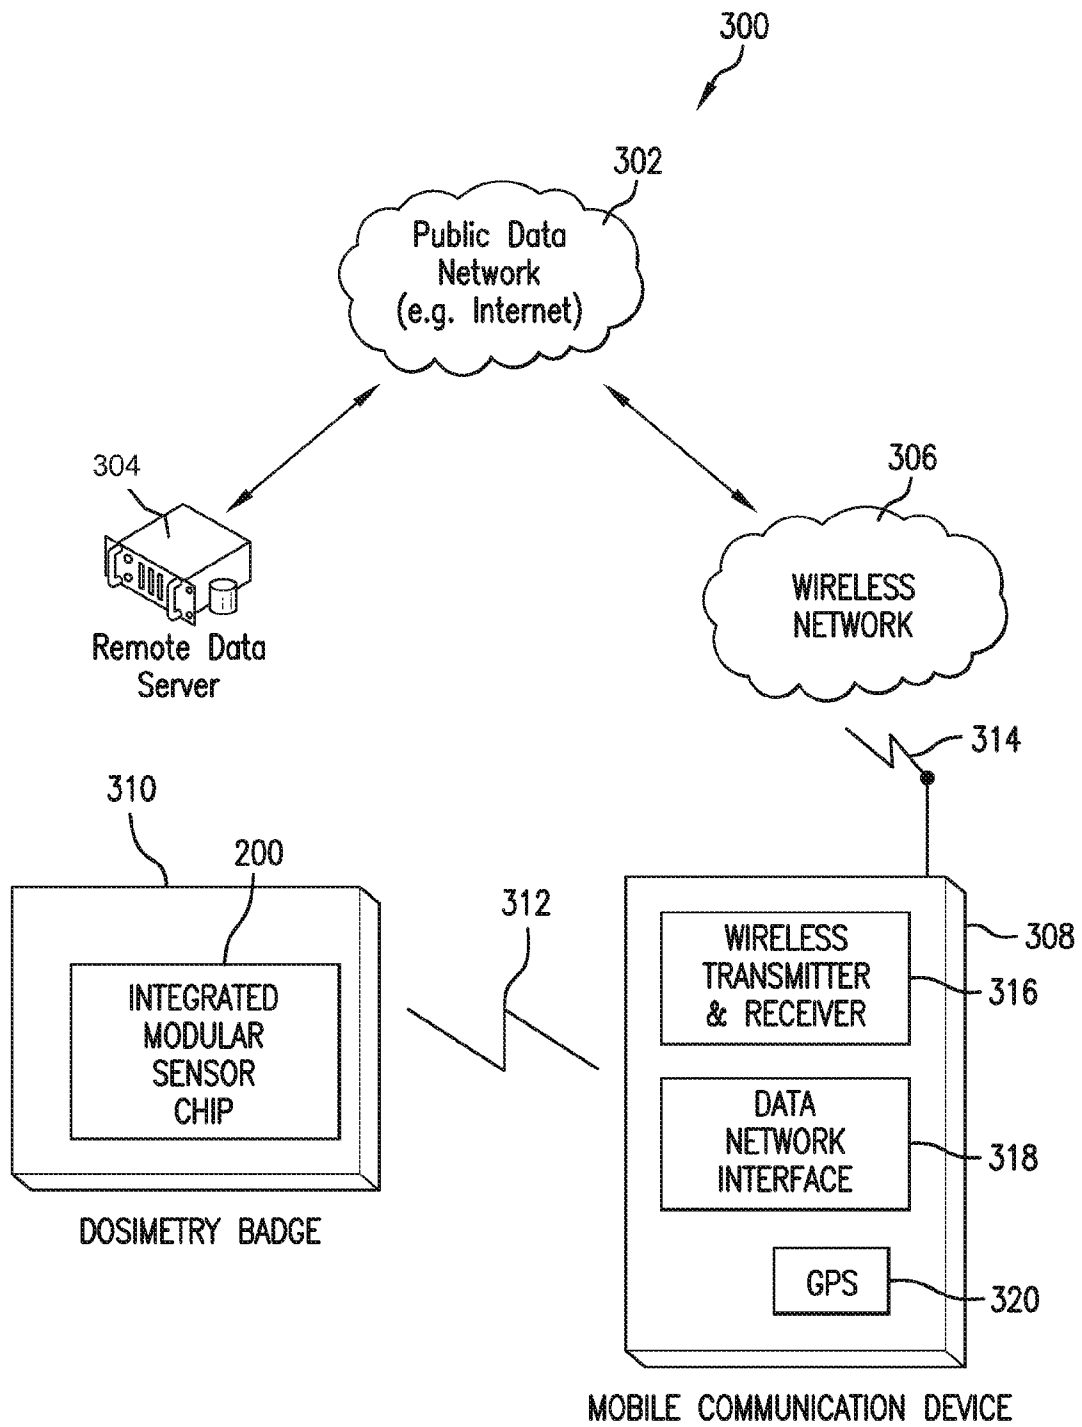 300
302
Public Data
Network
(e.g. Internet)
304
306
Remote Data
Server
WIRELESS
NETWORK
314
310
200
312
INTEGRATED
MODULAR
SENSOR
CHIP
DOSIMETRY BADGE
308
WIRELESS
TRANSMITTER
& RECEIVER
316
DATA
NETWORK
INTERFACE
318
GPS
320
MOBILE COMMUNICATION DEVICE